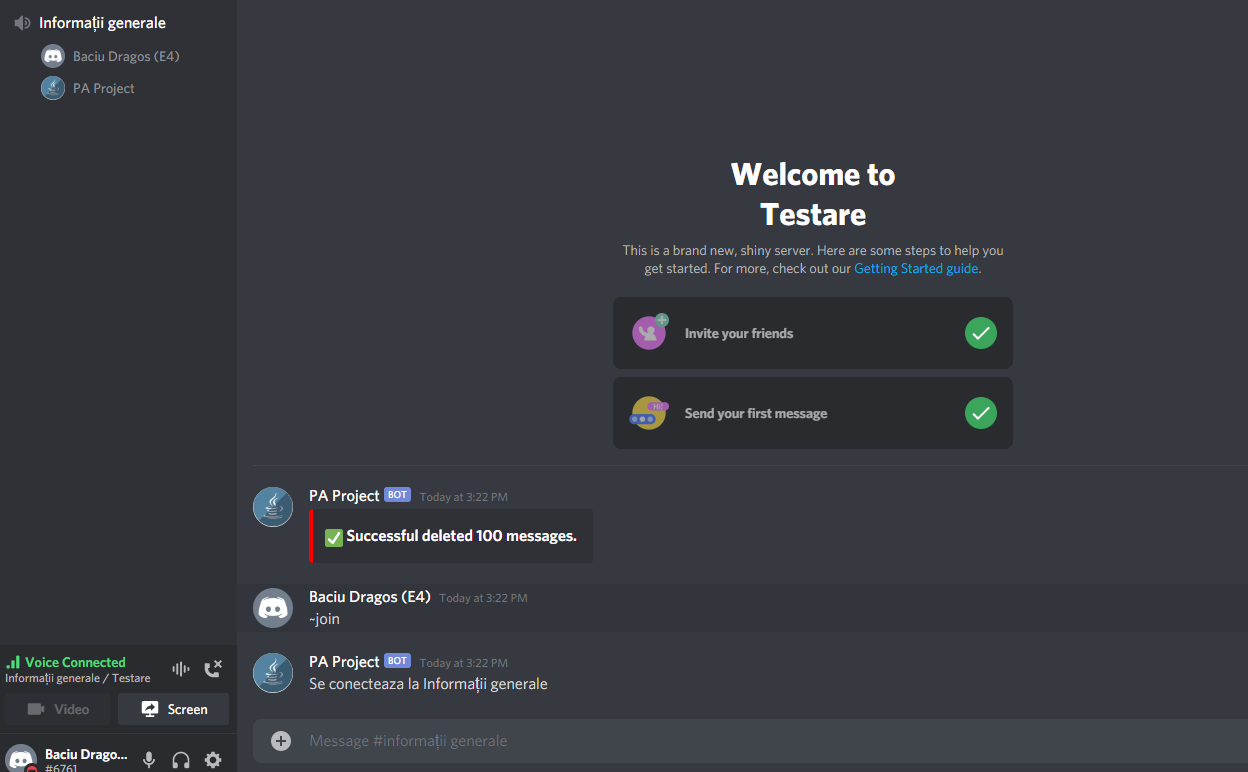 Informații generale
Baciu Dragos (E4)
PA Project
Voice Connected
Informații generale / Testare
Video
Screen
Baciu Drago...
#6761
Welcome to
Testare
This is a brand new, shiny server. Here are some steps to help you
get started. For more, check out our Getting Started guide.
Invite your friends
Hi!
Send your first message
PA Project BOT Today at 3:22 PM
✅ Successful deleted 100 messages.
Baciu Dragos (E4) Today at 3:22 PM
~join
PA Project BOT Today at 3:22 PM
Se conecteaza la Informații generale
Message #informații generale